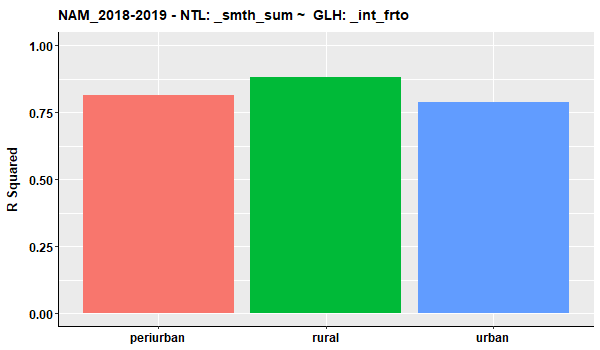 NAM_2018-2019 - NTL: _smth_sum ~  GLH: _int_frto
1.00
0.75
0.50
0.25
0.00
R Squared
periurban rural urban